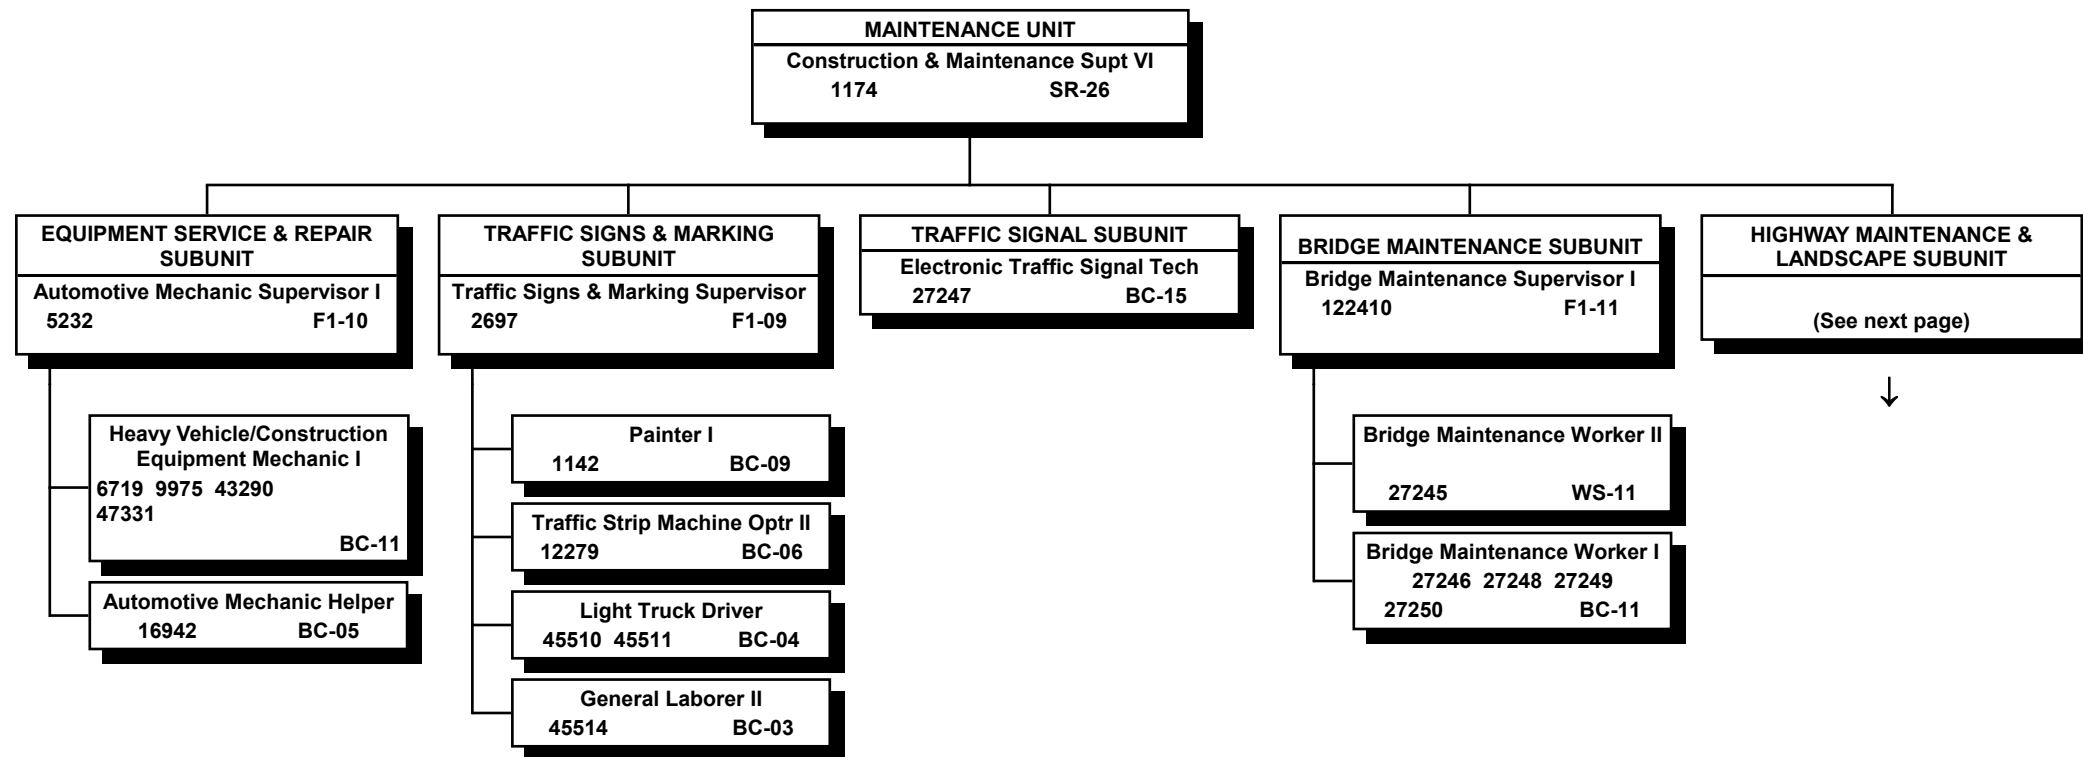 MAINTENANCE UNIT
Construction & Maintenance Supt VI
1174 SR-26
EQUIPMENT SERVICE & REPAIR
SUBUNIT
Automotive Mechanic Supervisor I
5232 F1-10
Heavy Vehicle/Construction
Equipment Mechanic I
6719 9975 43290
47331
BC-11
Automotive Mechanic Helper
16942 BC-05
TRAFFIC SIGNS & MARKING
SUBUNIT
Traffic Signs & Marking Supervisor
2697 F1-09
Painter I
1142 BC-09
Traffic Strip Machine Optr II
12279 BC-06
Light Truck Driver
45510 45511 BC-04
General Laborer II
45514 BC-03
TRAFFIC SIGNAL SUBUNIT
Electronic Traffic Signal Tech
27247 BC-15
BRIDGE MAINTENANCE SUBUNIT
Bridge Maintenance Supervisor I
122410 F1-11
Bridge Maintenance Worker II
27245 WS-11
Bridge Maintenance Worker I
27246 27248 27249
27250 BC-11
HIGHWAY MAINTENANCE &
LANDSCAPE SUBUNIT
(See next page)